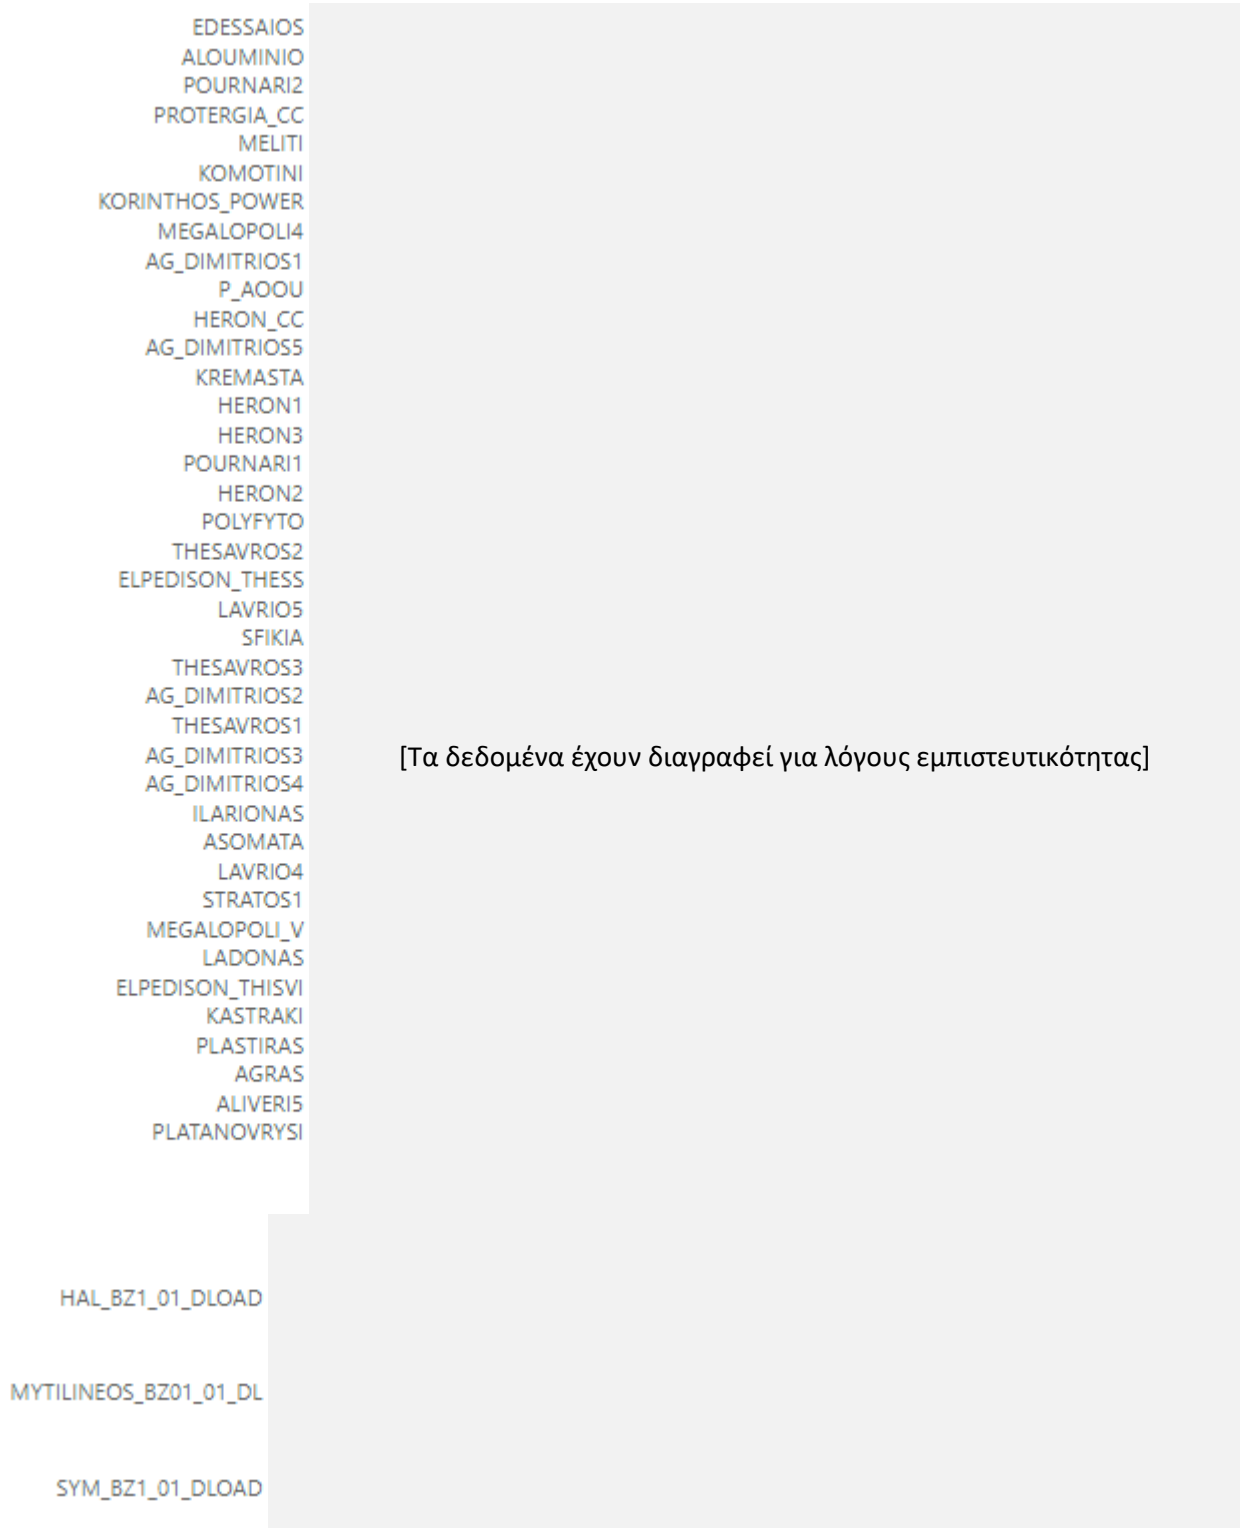 EDESSAIOS
ALOUMINIO
POURNARI2
PROTERGIA_CC
MELITI
KOMOTINI
KORINTHOS_POWER
MEGALOPOLI4
AG_DIMITRIOS1
P_AOOU
HERON_CC
AG_DIMITRIOS5
KREMASTA
HERON1
HERON3
POURNARI1
HERON2
POLYFYTO
THESAVROS2
ELPEDISON_THESS
LAVRIO5
SFIKIA
THESAVROS3
AG_DIMITRIOS2
THESAVROS1
AG_DIMITRIOS3
[Τα δεδομένα έχουν διαγραφεί για λόγους εμπιστευτικότητας]
AG_DIMITRIOS4
ILARIONAS
ASOMATA
LAVRIO4
STRATOS1
MEGALOPOLI_V
LADONAS
ELPEDISON_THISVI
KASTRAKI
PLASTIRAS
AGRAS
ALIVERI5
PLATANOVRYSI
HAL_BZ1_01_DLOAD
MYTILINEOS_BZ01_01_DL
SYM_BZ1_01_DLOAD